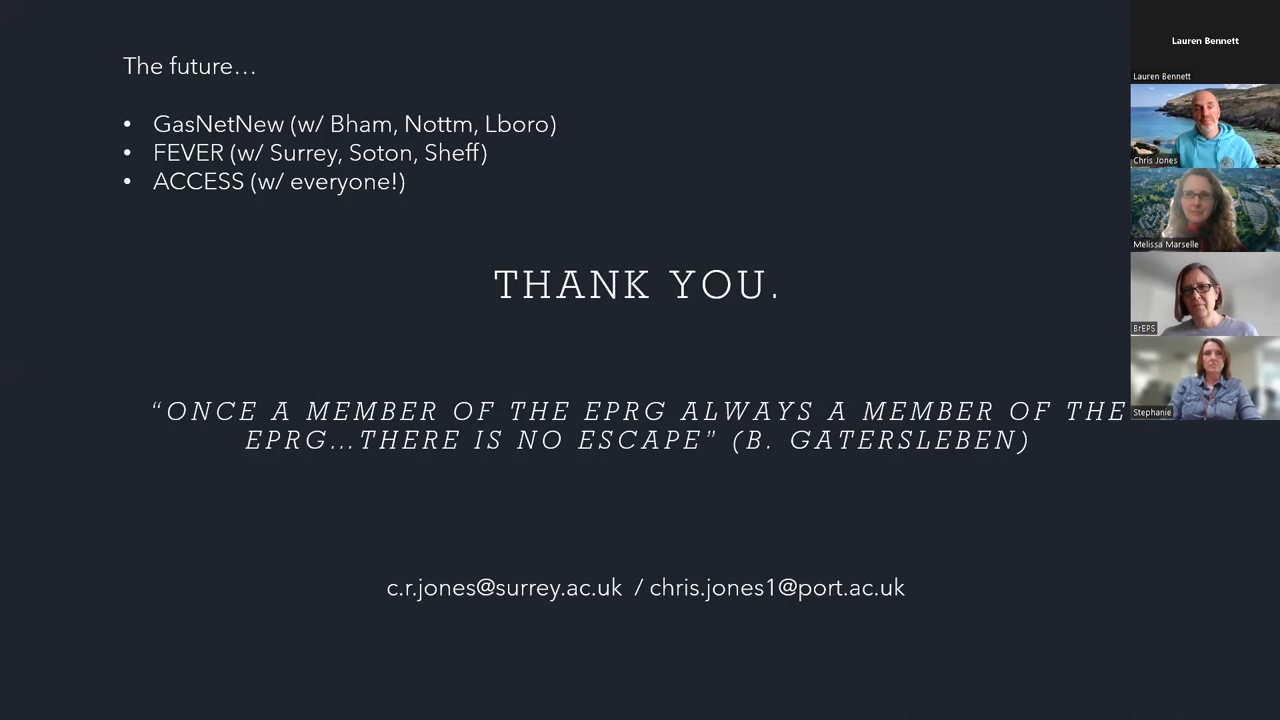 The future…
• GasNetNew (w/ Bham, Nottm, Lboro)
• FEVER (w/ Surrey, Soton, Sheff)
• ACCESS (w/ everyone!)
THANK YOU.
“ONCE A MEMBER OF THE EPRG ALWAYS A MEMBER OF THE
EPRG…THERE IS NO ESCAPE” (B. GATERSLEBEN)
c.r.jones@surrey.ac.uk / chris.jones1@port.ac.uk
Lauren Bennett
Lauren Bennett
Chris Jones
Melissa Marselle
BrEPS
Stephanie